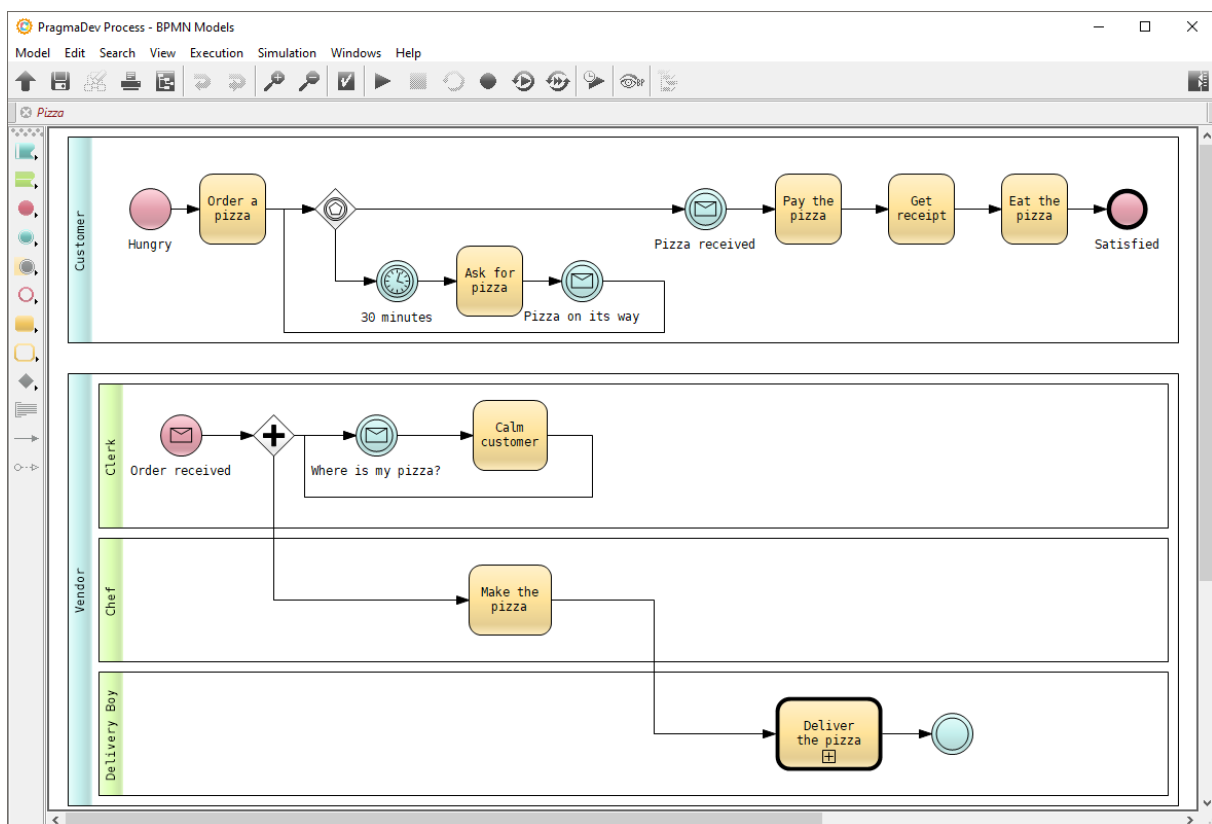 PragmaDev Process - BPMN Models
Model Edit Search View Execution Simulation Windows Help
BP
Pizza
Customer
Hungry
Order a
pizza
30 minutes
Ask for
pizza
Pizza on its way
Pizza received
Pay the
pizza
Get
receipt
Eat the
pizza
Satisfied
Vendor
Clerk
Order received
Where is my pizza?
Calm
customer
Chef
Make the
pizza
Delivery Boy
Deliver
the pizza